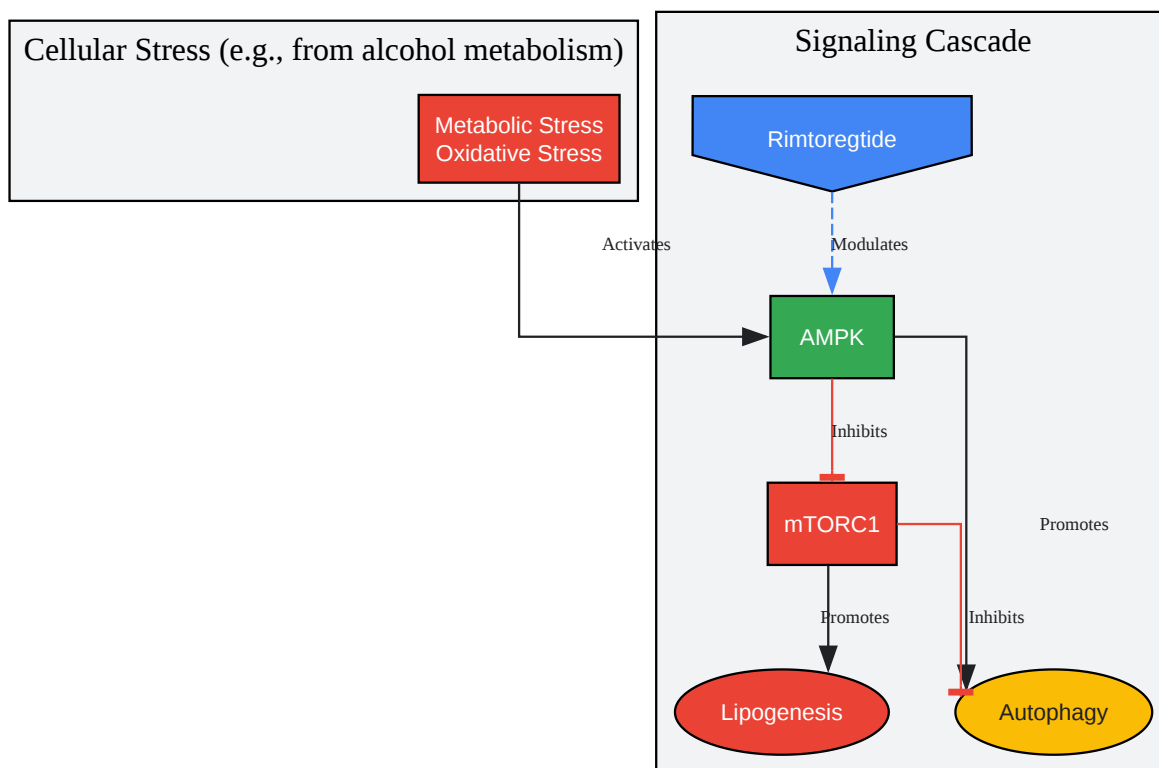 Cellular Stress (e.g., from alcohol metabolism)
Signaling Cascade
Metabolic Stress
Oxidative Stress
Rimtoregtide
Activates
Modulates
AMPK
Inhibits
mTORC1
Promotes
Promotes
Inhibits
Lipogenesis
Autophagy